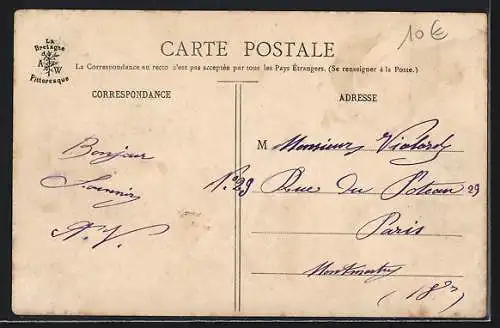 La
Bretagne
A W
Pittoresque
CARTE POSTALE
10€
La Correspondance au recto n'est pas acceptée par tous les Pays Étrangers. (Se renseigner à la Poste.)
CORRESPONDANCE
ADRESSE
Bonjour
M Monsieur
Rue du Poteau 29
Paris
Montmartre
(18e)